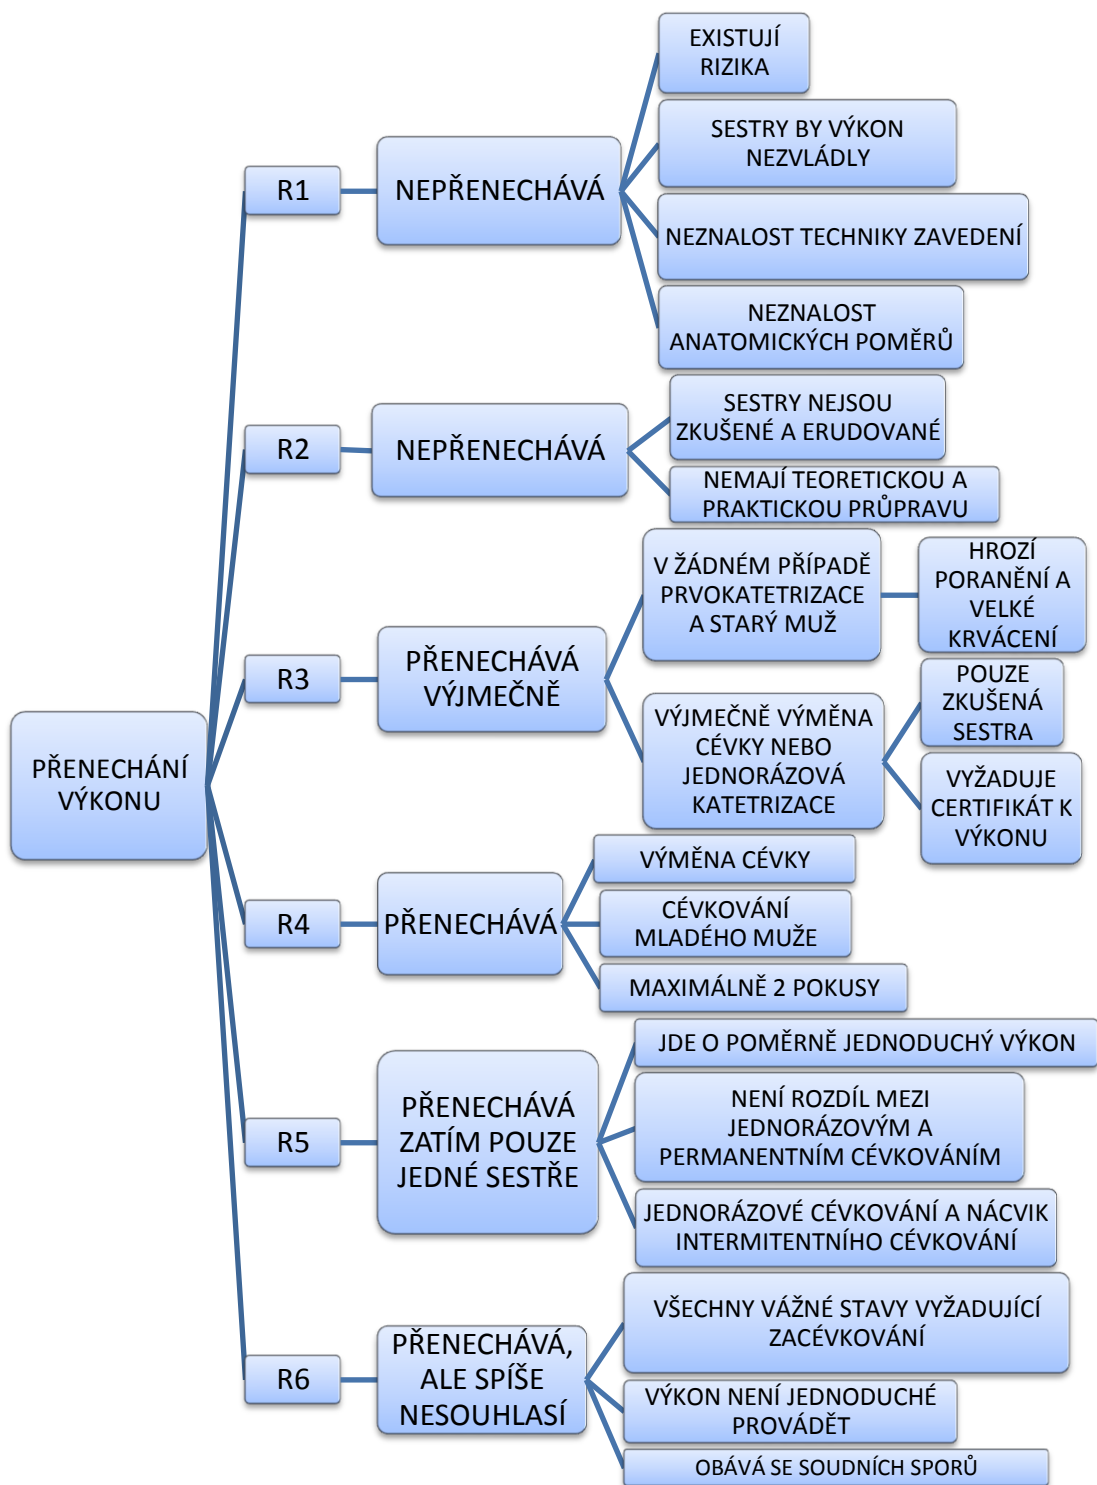 PŘENECHÁNÍ
VÝKONU
R1
NEPŘENECHÁVÁ
EXISTUJÍ
RIZIKA
SESTRY BY VÝKON
NEZVLÁDLY
NEZNALOST TECHNIKY ZAVEDENÍ
NEZNALOST
ANATOMICKÝCH POMĚRŮ
R2
NEPŘENECHÁVÁ
SESTRY NEJSOU
ZKUŠENÉ A ERUDOVANÉ
NEMAJÍ TEORETICKOU A
PRAKTICKOU PRŮPRAVU
R3
PŘENECHÁVÁ
VÝJMEČNĚ
V ŽÁDNÉM PŘÍPADĚ
PRVOKATETRIZACE
A STARÝ MUŽ
HROZÍ
PORANĚNÍ A
VELKÉ
KRVÁCENÍ
VÝJMEČNĚ VÝMĚNA
CÉVKY NEBO
JEDNORÁZOVÁ
KATETRIZACE
POUZE
ZKUŠENÁ
SESTRA
VYŽADUJE
CERTIFIKÁT K
VÝKONU
R4
PŘENECHÁVÁ
VÝMĚNA CÉVKY
CÉVKOVÁNÍ
MLADÉHO MUŽE
MAXIMÁLNĚ 2 POKUSY
R5
PŘENECHÁVÁ
ZATÍM POUZE
JEDNÉ SESTŘE
JDE O POMĚRNĚ JEDNODUCHÝ VÝKON
NENÍ ROZDÍL MEZI
JEDNORÁZOVÝM A
PERMANENTNÍM CÉVKOVÁNÍM
JEDNORÁZOVÉ CÉVKOVÁNÍ A NÁCVIK
INTERMITENTNÍHO CÉVKOVÁNÍ
R6
PŘENECHÁVÁ,
ALE SPÍŠE
NESOUHLASÍ
VŠECHNY VÁŽNÉ STAVY VYŽADUJÍCÍ
ZACÉVKOVÁNÍ
VÝKON NENÍ JEDNODUCHÉ
PROVÁDĚT
OBÁVÁ SE SOUDNÍCH SPORŮ